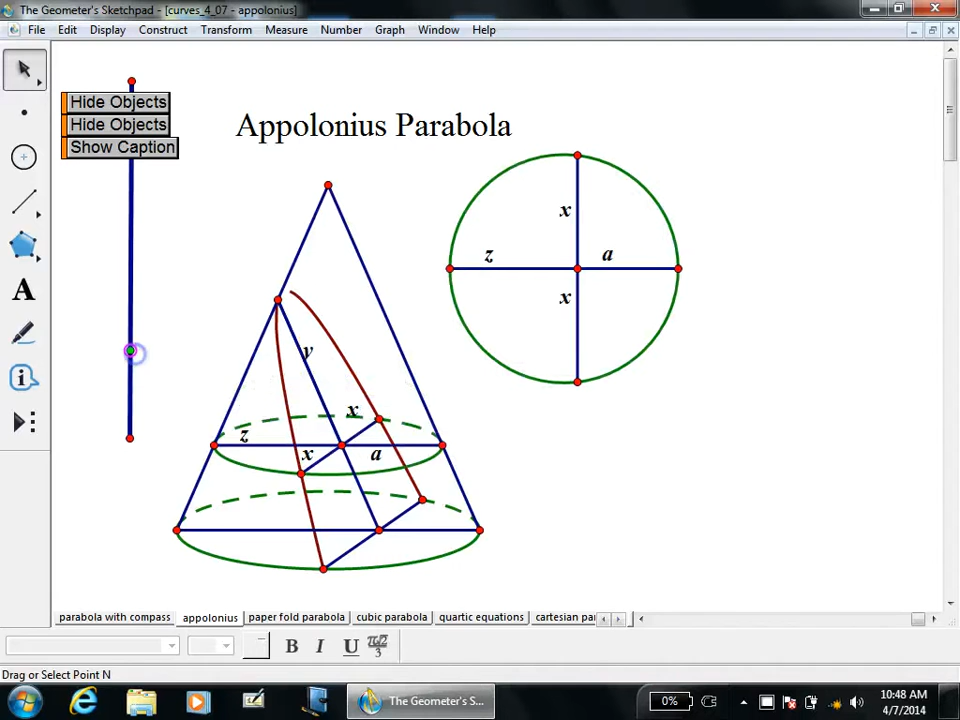 The Geometer's Sketchpad - [curves_4_07 - appolonius]
File Edit Display Construct Transform Measure Number Graph Window Help
Hide Objects
Hide Objects
Show Caption
Appolonius Parabola
x
z a
x
y
x
z
x a
parabola with compass appolonius paper fold parabola cubic parabola quartic equations cartesian par
B I U
Drag or Select Point N
The Geometer's S...
0%
10:48 AM
4/7/2014